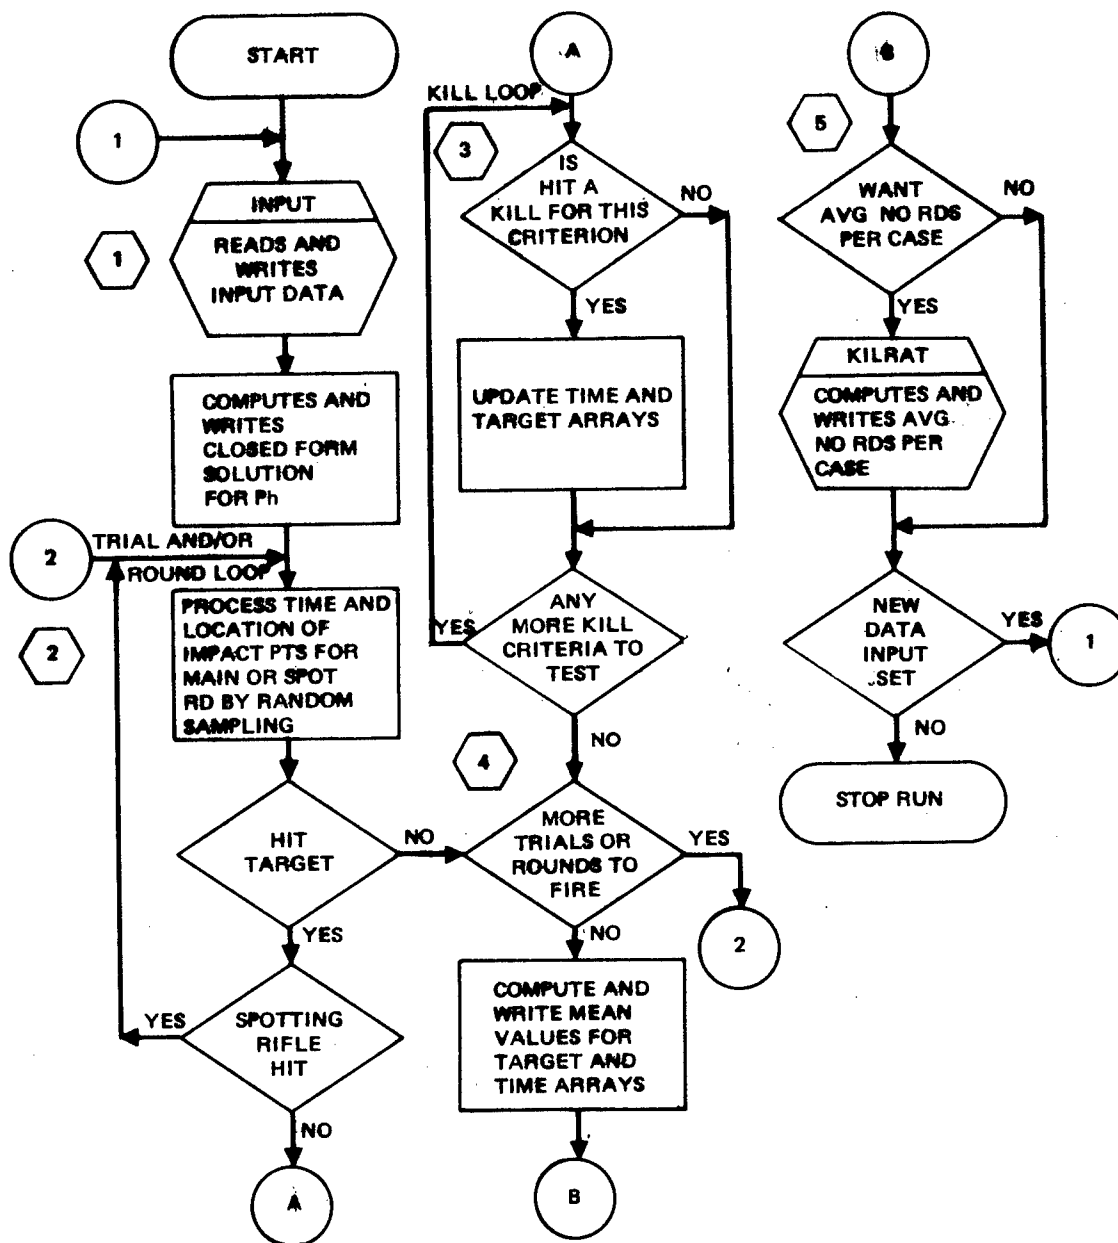 START
1
INPUT
1
READS AND
WRITES
INPUT DATA
COMPUTES AND
WRITES
CLOSED FORM
SOLUTION
FOR Ph
2
TRIAL AND/OR
ROUND LOOP
2
PROCESS TIME AND
LOCATION OF
IMPACT PTS FOR
MAIN OR SPOT
RD BY RANDOM
SAMPLING
HIT
TARGET
NO
YES
YES
SPOTTING
RIFLE
HIT
NO
A
A
KILL LOOP
3
IS
HIT A
KILL FOR THIS
CRITERION
NO
YES
UPDATE TIME AND
TARGET ARRAYS
YES
ANY
MORE KILL
CRITERIA TO
TEST
NO
4
MORE
TRIALS OR
ROUNDS TO
FIRE
YES
2
NO
COMPUTE AND
WRITE MEAN
VALUES FOR
TARGET AND
TIME ARRAYS
B
B
5
WANT
AVG NO RDS
PER CASE
NO
YES
KILRAT
COMPUTES AND
WRITES AVG
NO RDS PER
CASE
NEW
DATA
INPUT
SET
YES
1
NO
STOP RUN